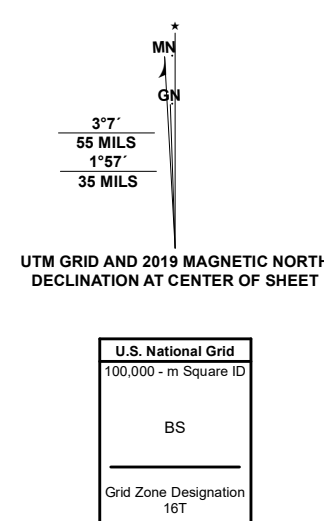 ★
MN
GN
3°7´
55 MILS
1°57´
35 MILS
UTM GRID AND 2019 MAGNETIC NORTH
DECLINATION AT CENTER OF SHEET
U.S. National Grid
100,000 - m Square ID
BS
Grid Zone Designation
16T